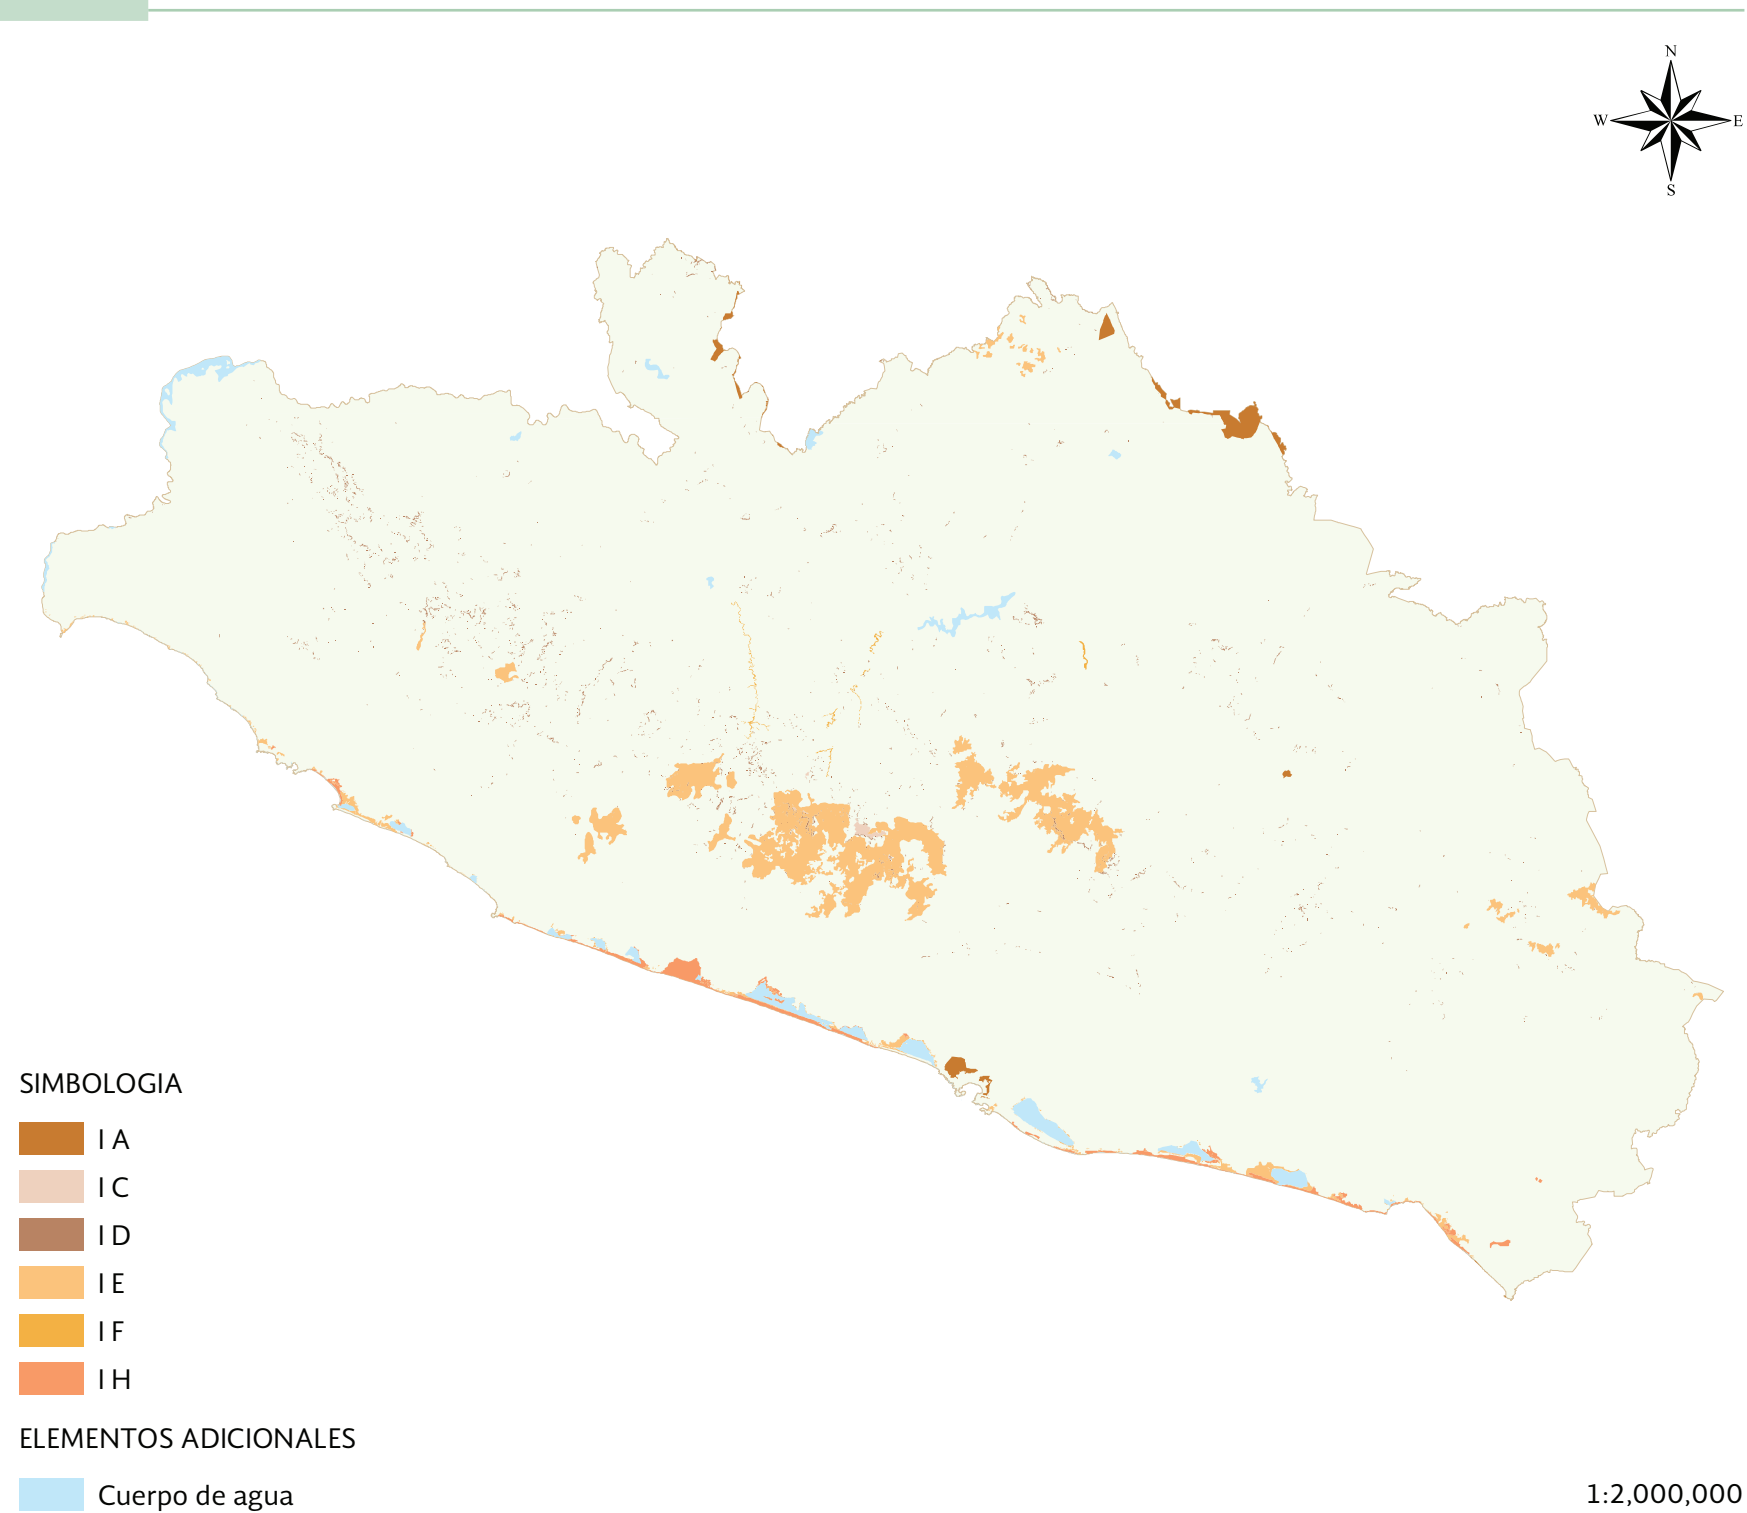 N
W E
S
SIMBOLOGIA
I A
I C
I D
I E
I F
I H
ELEMENTOS ADICIONALES
Cuerpo de agua
1:2,000,000